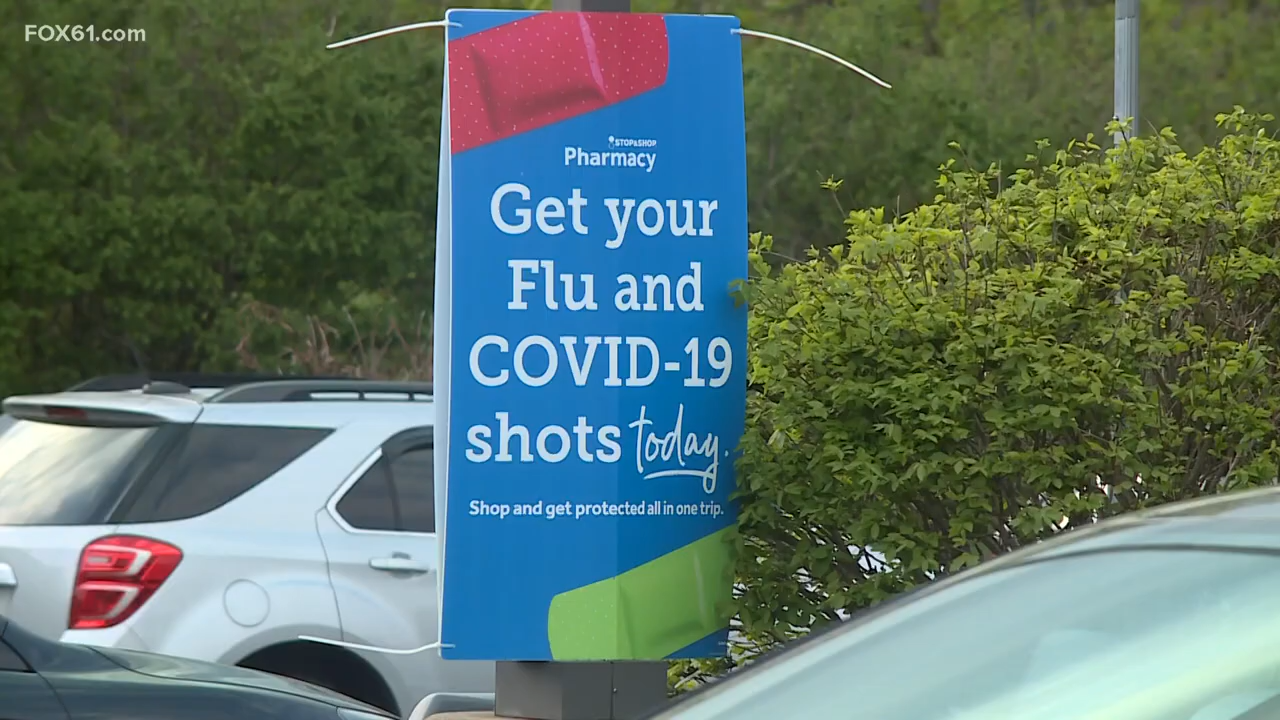 FOX61.com
STOP&SHOP
Pharmacy
Get your
Flu and
COVID-19
shots today.
Shop and get protected all in one trip.